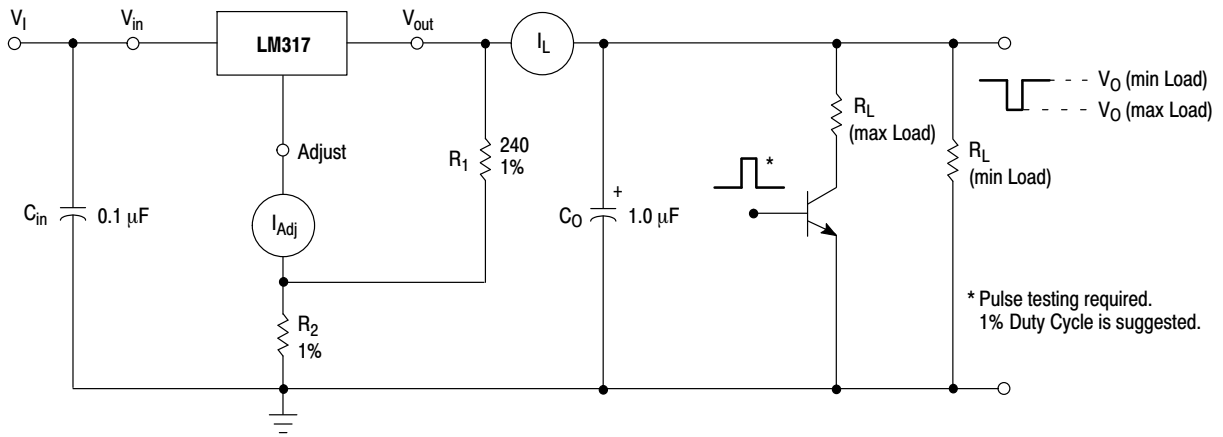 V_I
V_in
LM317
V_out
I_L
V_O (min Load)
V_O (max Load)
R_L
(max Load)
Adjust
R_1
240
1%
*
R_L
(min Load)
C_in
0.1 μF
I_Adj
+
C_O
1.0 μF
R_2
1%
* Pulse testing required.
1% Duty Cycle is suggested.